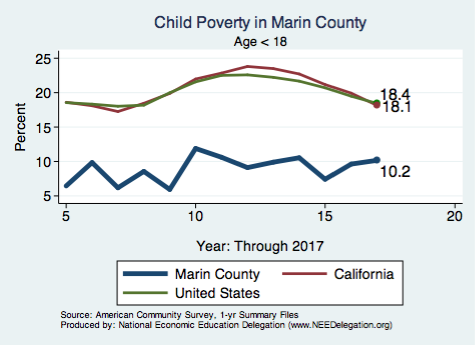 Child Poverty in Marin County
Age < 18
Percent
25
20
15
10
5
18.4
18.1
10.2
5
10
15
20
Year: Through 2017
Marin County
California
United States
Source: American Community Survey, 1-yr Summary Files
Produced by: National Economic Education Delegation (www.NEEDelegation.org)